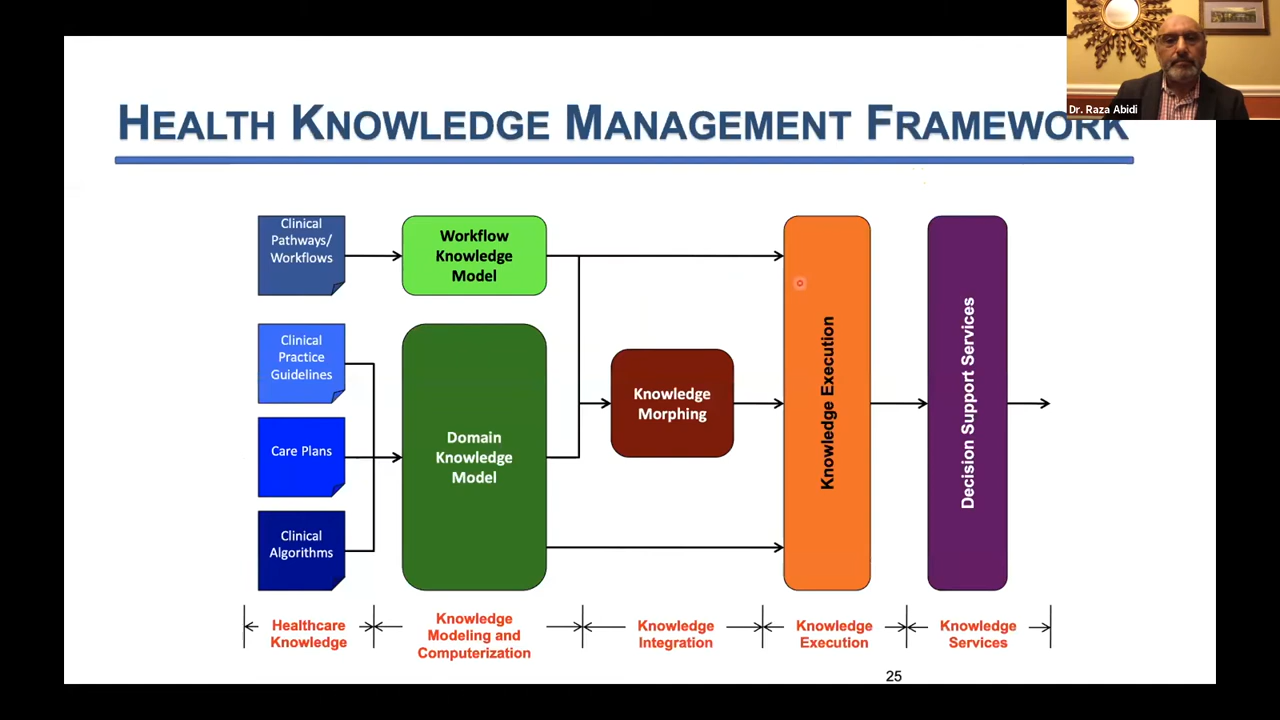 Dr. Raza Abidi
HEALTH KNOWLEDGE MANAGEMENT FRAMEWORK
Clinical
Pathways/
Workflows
Workflow
Knowledge
Model
Clinical
Practice
Guidelines
Care Plans
Clinical
Algorithms
Domain
Knowledge
Model
Knowledge
Morphing
Knowledge Execution
Decision Support Services
Healthcare
Knowledge
Knowledge
Modeling and
Computerization
Knowledge
Integration
Knowledge
Execution
Knowledge
Services
25